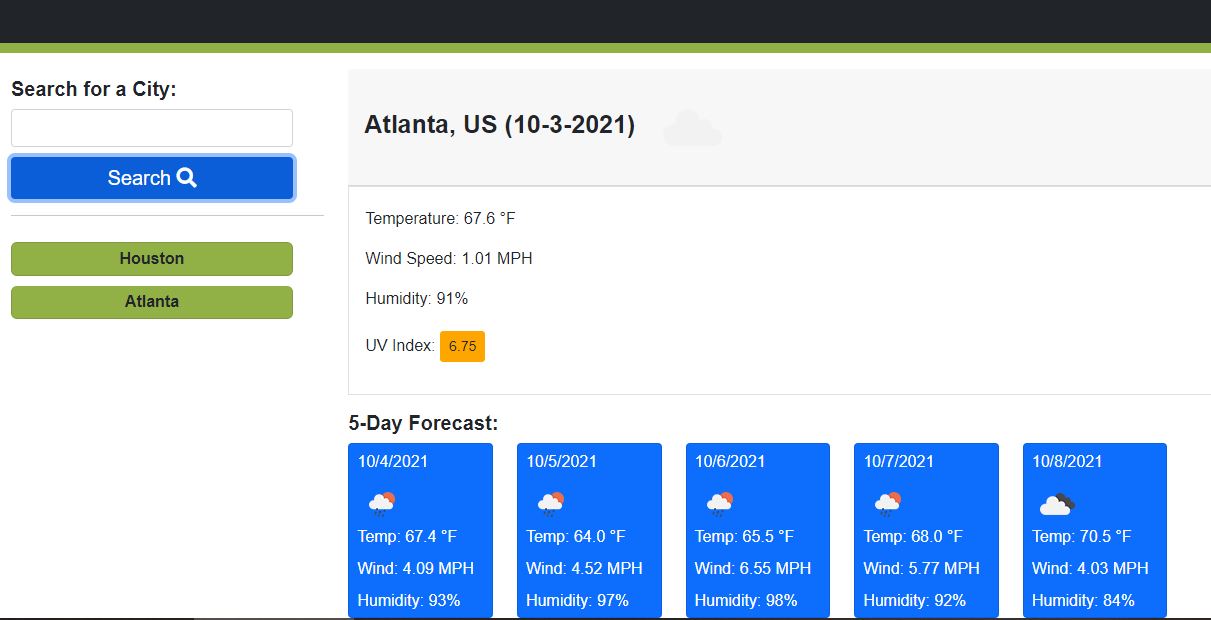 Search for a City:
Search
Houston
Atlanta
Atlanta, US (10-3-2021)
Temperature: 67.6 °F
Wind Speed: 1.01 MPH
Humidity: 91%
UV Index: 6.75
5-Day Forecast:
10/4/2021
Temp: 67.4 °F
Wind: 4.09 MPH
Humidity: 93%
10/5/2021
Temp: 64.0 °F
Wind: 4.52 MPH
Humidity: 97%
10/6/2021
Temp: 65.5 °F
Wind: 6.55 MPH
Humidity: 98%
10/7/2021
Temp: 68.0 °F
Wind: 5.77 MPH
Humidity: 92%
10/8/2021
Temp: 70.5 °F
Wind: 4.03 MPH
Humidity: 84%